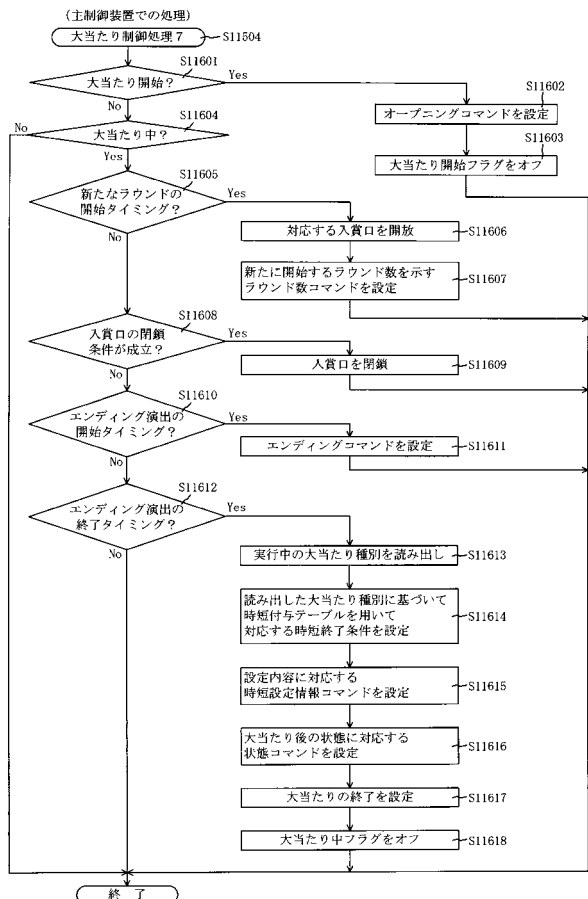 (主制御装置での処理)
大当たり制御処理7
S11504
S11601
大当たり開始?
Yes
No
S11602
オープニングコマンドを設定
S11603
大当たり開始フラグをオフ
S11604
大当たり中?
No
Yes
S11605
新たなラウンドの
開始タイミング?
Yes
No
対応する入賞口を開放
S11606
新たに開始するラウンド数を示す
ラウンド数コマンドを設定
S11607
S11608
入賞口の閉鎖
条件が成立?
Yes
No
入賞口を閉鎖
S11609
S11610
エンディング演出の
開始タイミング?
Yes
No
エンディングコマンドを設定
S11611
S11612
エンディング演出の
終了タイミング?
Yes
No
実行中の大当たり種別を読み出し
S11613
読み出した大当たり種別に基づいて
時短付与テーブルを用いて
対応する時短終了条件を設定
S11614
設定内容に対応する
時短設定情報コマンドを設定
S11615
大当たり後の状態に対応する
状態コマンドを設定
S11616
大当たりの終了を設定
S11617
大当たり中フラグをオフ
S11618
終 了